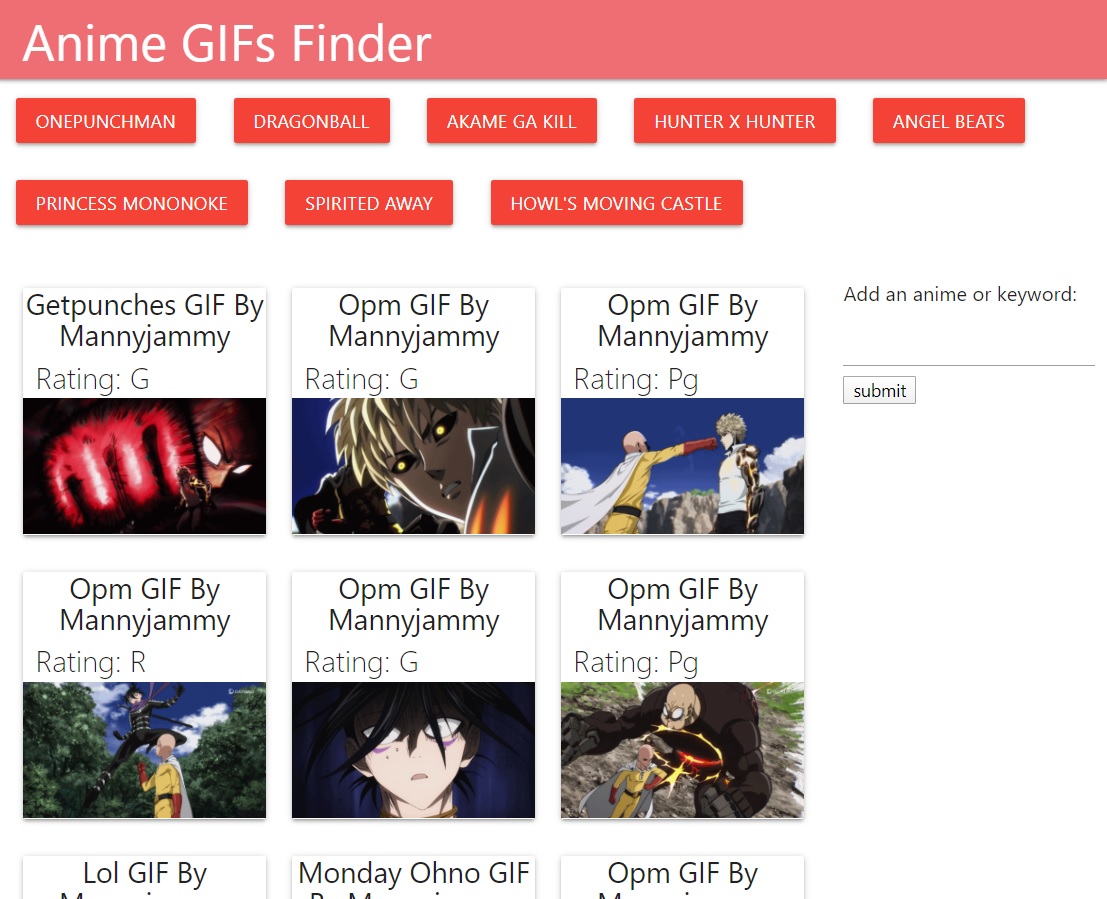 Anime GIFs Finder
ONEPUNCHMAN
DRAGONBALL
AKAME GA KILL
HUNTER X HUNTER
ANGEL BEATS
PRINCESS MONONOKE
SPIRITED AWAY
HOWL'S MOVING CASTLE
Getpunches GIF By
Mannyjammy
Rating: G
Opm GIF By
Mannyjammy
Rating: G
Opm GIF By
Mannyjammy
Rating: Pg
Add an anime or keyword:
submit
Opm GIF By
Mannyjammy
Rating: R
Opm GIF By
Mannyjammy
Rating: G
Opm GIF By
Mannyjammy
Rating: Pg
Lol GIF By
Monday Ohno GIF
Opm GIF By